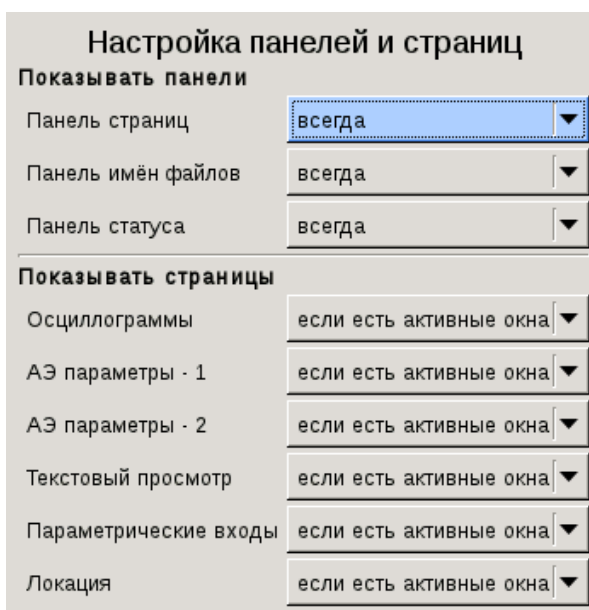 Настройка панелей и страниц
Показывать панели
Панель страниц всегда
Панель имён файлов всегда
Панель статуса всегда
Показывать страницы
Осциллограммы если есть активные окна
АЭ параметры - 1 если есть активные окна
АЭ параметры - 2 если есть активные окна
Текстовый просмотр если есть активные окна
Параметрические входы если есть активные окна
Локация если есть активные окна